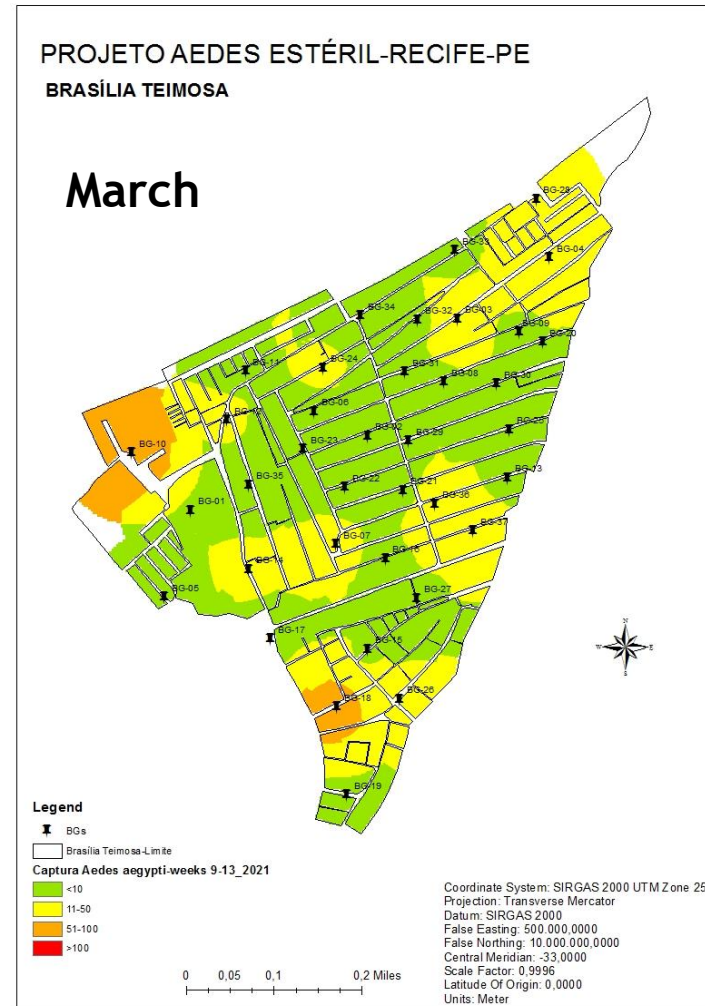 PROJETO AEDES ESTÉRIL-RECIFE-PE
BRASÍLIA TEIMOSA
March
BG-28
BG-33
BG-04
BG-34
BG-32
BG-03
BG-09
BG-20
BG-24
BG-11
BG-31
BG-08
BG-30
BG-06
BG-02
BG-29
BG-25
BG-10
BG-23
BG-35
BG-22
BG-21
BG-13
BG-36
BG-01
BG-37
BG-07
BG-16
BG-14
BG-05
BG-27
BG-17
BG-15
BG-26
BG-18
BG-19
N
W
E
S
Legend
BGs
Brasília Teimosa-Limite
Captura Aedes aegypti-weeks 9-13_2021
<10
11-50
51-100
>100
0 0,05 0,1 0,2 Miles
Coordinate System: SIRGAS 2000 UTM Zone 25
Projection: Transverse Mercator
Datum: SIRGAS 2000
False Easting: 500.000,0000
False Northing: 10.000.000,0000
Central Meridian: -33,0000
Scale Factor: 0,9996
Latitude Of Origin: 0,0000
Units: Meter